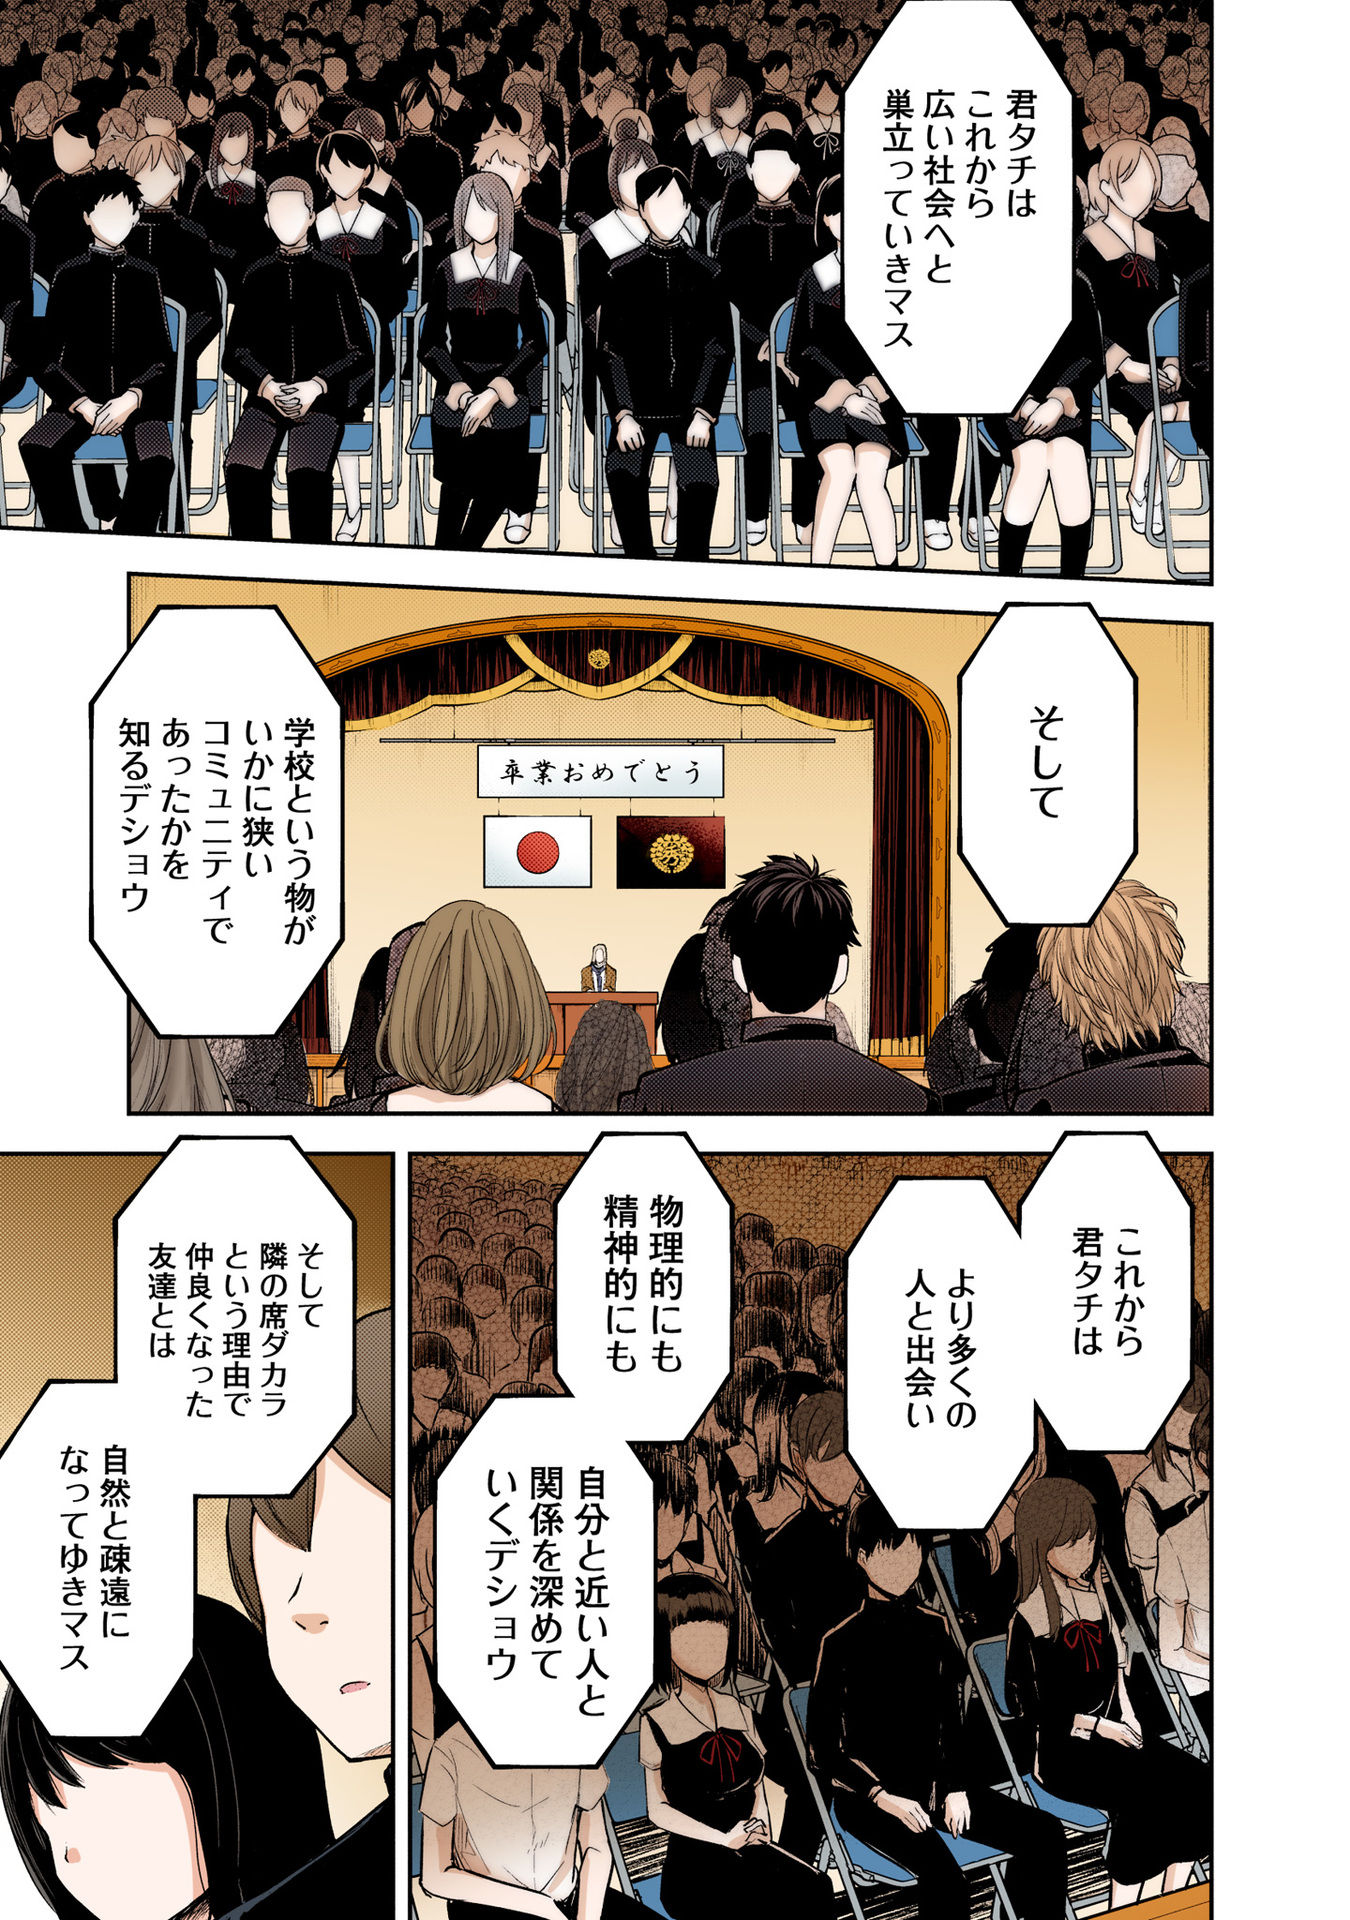 君タチは
これから
広い社会へと
巣立っていきマス
そして
卒業おめでとう
学校という物が
いかに狭い
コミュニティで
あったかを
知るデショウ
これから
君タチは
より多くの
人と出会い
物理的にも
精神的にも
自分と近い人と
関係を深めて
いくデショウ
そして
隣の席ダカラ
という理由で
仲良くなった
友達とは
自然と疎遠に
なってゆきマス